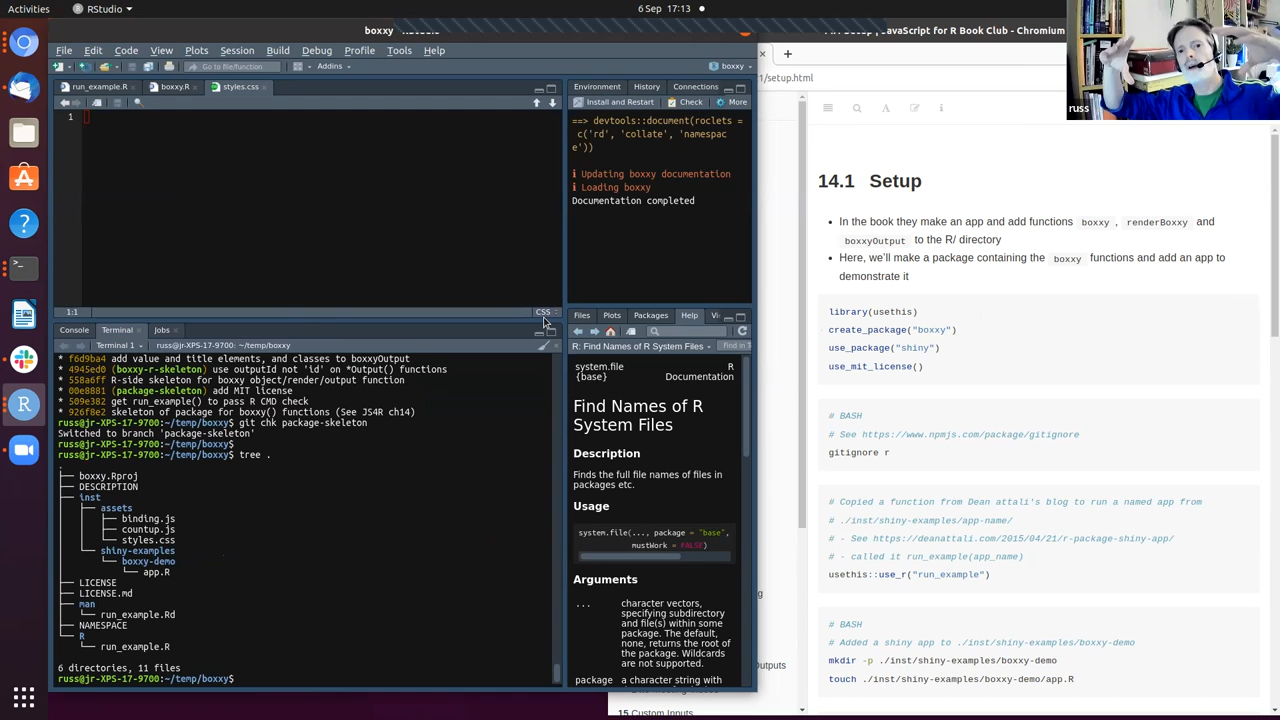 Activities
RStudio
6 Sep 17:13
boxxy
14.1 Setup | JavaScript for R Book Club - Chromium
File Edit Code View Plots Session Build Debug Profile Tools Help
Go to file/function
Addins
boxxy
run_example.R
boxxy.R
styles.css
1
1:1
CSS
Console Terminal Jobs
Terminal 1
russ@jr-XPS-17-9700: ~/temp/boxxy
* f6d9ba4 add value and title elements, and classes to boxxyOutput
* 4945ed0 (boxxy-r-skeleton) use outputId not 'id' on *Output() functions
* 558a6ff R-side skeleton for boxxy object/render/output function
* 00e8881 (package-skeleton) add MIT license
* 509e382 get run_example() to pass R CMD check
* 926f8e2 skeleton of package for boxxy() functions (See JS4R ch14)
russ@jr-XPS-17-9700:~/temp/boxxy$ git chk package-skeleton
Switched to branch 'package-skeleton'
russ@jr-XPS-17-9700:~/temp/boxxy$
russ@jr-XPS-17-9700:~/temp/boxxy$ tree .
.
├── boxxy.Rproj
├── DESCRIPTION
├── inst
│   ├── assets
│   │   ├── binding.js
│   │   ├── countup.js
│   │   └── styles.css
│   └── shiny-examples
│       └── boxxy-demo
│           └── app.R
├── LICENSE
├── LICENSE.md
├── man
│   └── run_example.Rd
├── NAMESPACE
└── R
    └── run_example.R
6 directories, 11 files
russ@jr-XPS-17-9700:~/temp/boxxy$
Environment History Connections
Install and Restart Check More
==> devtools::document(roclets =
c('rd', 'collate', 'namespac
e'))
ℹ Updating boxxy documentation
ℹ Loading boxxy
Documentation completed
Files Plots Packages Help Vi
R: Find Names of R System Files
Find in T
system.file R
{base} Documentation
Find Names of R
System Files
Description
Finds the full file names of files in
packages etc.
Usage
system.file(..., package = "base",
mustWork = FALSE)
Arguments
... character vectors,
specifying subdirectory
and file(s) within some
package. The default,
none, returns the root of
the package. Wildcards
are not supported.
package a character string with
1/setup.html
russ
14.1 Setup
In the book they make an app and add functions boxxy , renderBoxxy and
boxxyOutput to the R/ directory
Here, we'll make a package containing the boxxy functions and add an app to
demonstrate it
library(usethis)
create_package("boxxy")
use_package("shiny")
use_mit_license()
# BASH
# See https://www.npmjs.com/package/gitignore
gitignore r
# Copied a function from Dean attali's blog to run a named app from
# ./inst/shiny-examples/app-name/
# - See https://deanattali.com/2015/04/21/r-package-shiny-app/
# - called it run_example(app_name)
usethis::use_r("run_example")
# BASH
# Added a shiny app to ./inst/shiny-examples/boxxy-demo
mkdir -p ./inst/shiny-examples/boxxy-demo
touch ./inst/shiny-examples/boxxy-demo/app.R
g
Outputs
15 Custom Inputs